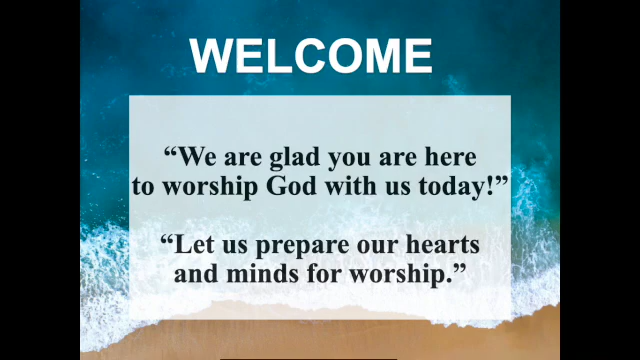 WELCOME
“We are glad you are here
to worship God with us today!”
“Let us prepare our hearts
and minds for worship.”